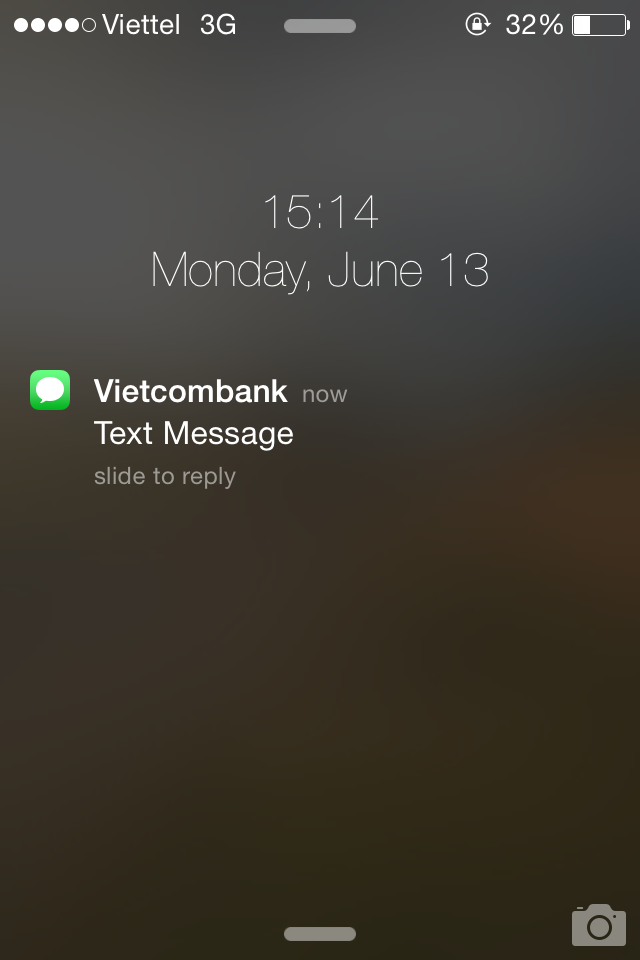 Viettel 3G 32%
15:14
Monday, June 13
Vietcombank now
Text Message
slide to reply